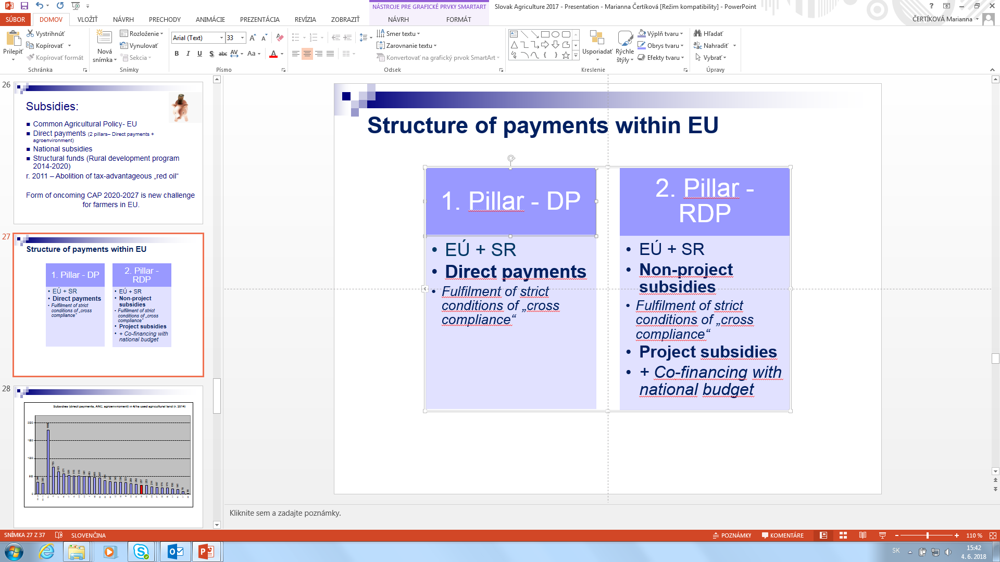 NÁSTROJE PRE GRAFICKÉ PRVKY SMARTART
Slovak Agriculture 2017 - Presentation - Marianna Čertíková [Režim kompatibility] - PowerPoint
SÚBOR
DOMOV
VLOŽIŤ
NÁVRH
PRECHODY
ANIMÁCIE
PREZENTÁCIA
REVÍZIA
ZOBRAZIŤ
NÁVRH
FORMÁT
ČERTÍKOVÁ Marianna
Prilepiť
Vystrihnúť
Kopírovať
Kopírovať formát
Schránka
Nová
snímka
Rozloženie
Vynulovať
Sekcia
Snímky
Arial (Text)
33
Písmo
Smer textu
Zarovnanie textu
Konvertovať na grafický prvok SmartArt
Odsek
Usporiadať
Rýchle
štýly
Výplň tvaru
Obrys tvaru
Efekty tvaru
Kreslenie
Hľadať
Nahradiť
Vybrať
Úpravy
26
Subsidies:
Common Agricultural Policy- EU
Direct payments (2 pillars– Direct payments +
agroenvironment)
National subsidies
Structural funds (Rural development program
2014-2020)
r. 2011 – Abolition of tax-advantageous „red oil“
Form of oncoming CAP 2020-2027 is new challenge
for farmers in EU.
27
Structure of payments within EU
1. Pillar - DP
• EÚ + SR
• Direct payments
• Fulfilment of strict
conditions of „cross
compliance“
2. Pillar -
RDP
• EÚ + SR
• Non-project
subsidies
• Fulfilment of strict
conditions of „cross
compliance“
• Project subsidies
• + Co-financing with
national budget
28
Subsidies (direct payments, ANC, agroenviroment) in €/ha used agricultural land (r. 2014)
Structure of payments within EU
1. Pillar - DP
• EÚ + SR
• Direct payments
• Fulfilment of strict
conditions of „cross
compliance“
2. Pillar -
RDP
• EÚ + SR
• Non-project
subsidies
• Fulfilment of strict
conditions of „cross
compliance“
• Project subsidies
• + Co-financing with
national budget
Kliknite sem a zadajte poznámky.
SNÍMKA 27 Z 37
SLOVENČINA
POZNÁMKY
KOMENTÁRE
110 %
SK
15:42
4. 6. 2018